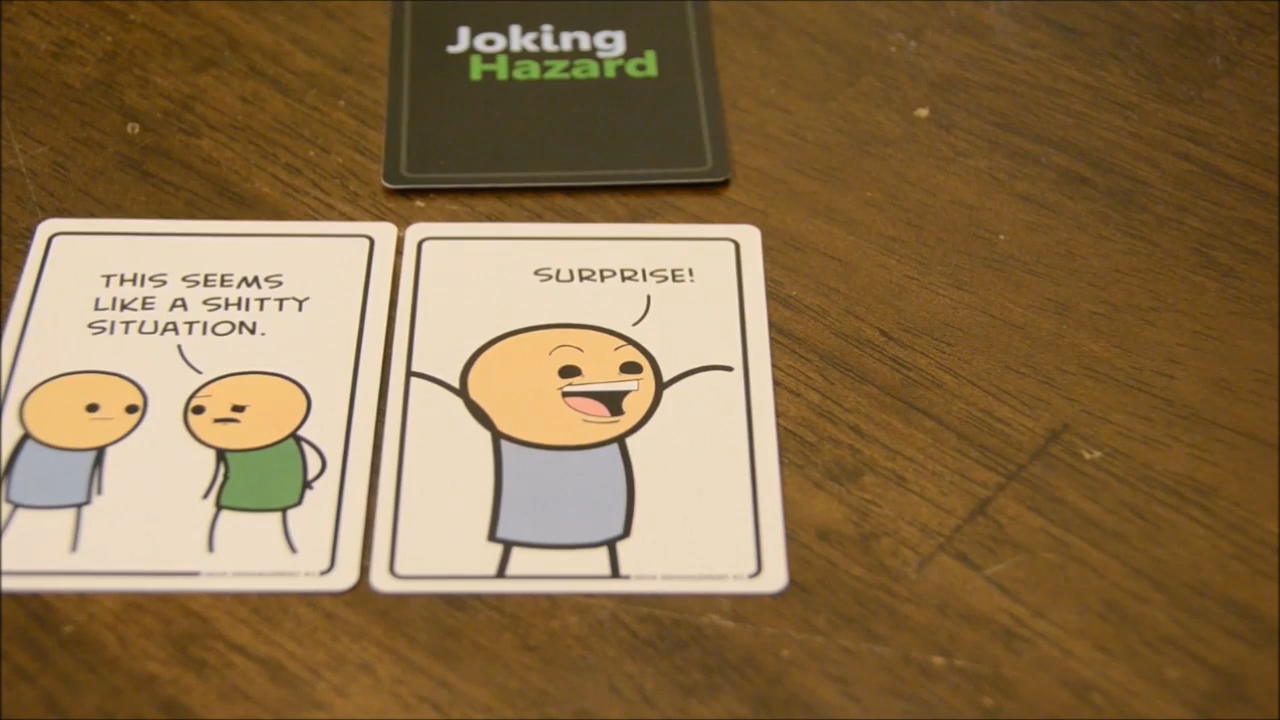 Joking
Hazard
THIS SEEMS
LIKE A SHITTY
SITUATION.
SURPRISE!